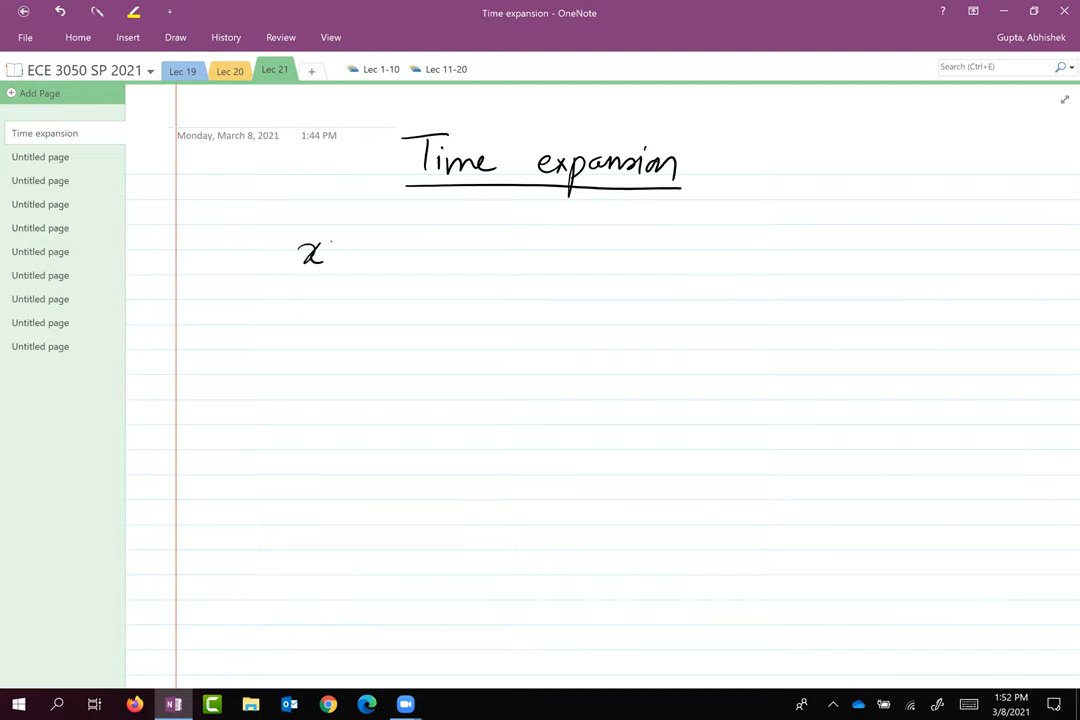 Time expansion - OneNote
?
File Home Insert Draw History Review View
Gupta, Abhishek
ECE 3050 SP 2021
Lec 19
Lec 20
Lec 21
+
Lec 1-10
Lec 11-20
Search (Ctrl+E)
Add Page
Time expansion
Untitled page
Untitled page
Untitled page
Untitled page
Untitled page
Untitled page
Untitled page
Untitled page
Untitled page
Monday, March 8, 2021 1:44 PM
Time expansion
x
1:52 PM
3/8/2021